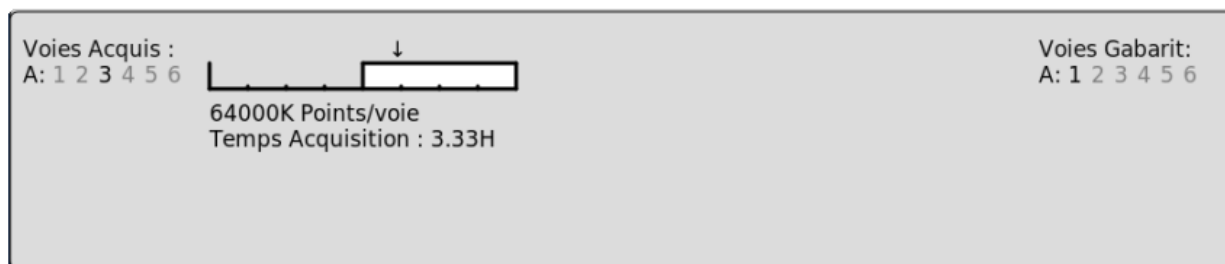 Voies Acquis :
A: 1 2 3 4 5 6
↓
64000K Points/voie
Temps Acquisition : 3.33H
Voies Gabarit:
A: 1 2 3 4 5 6